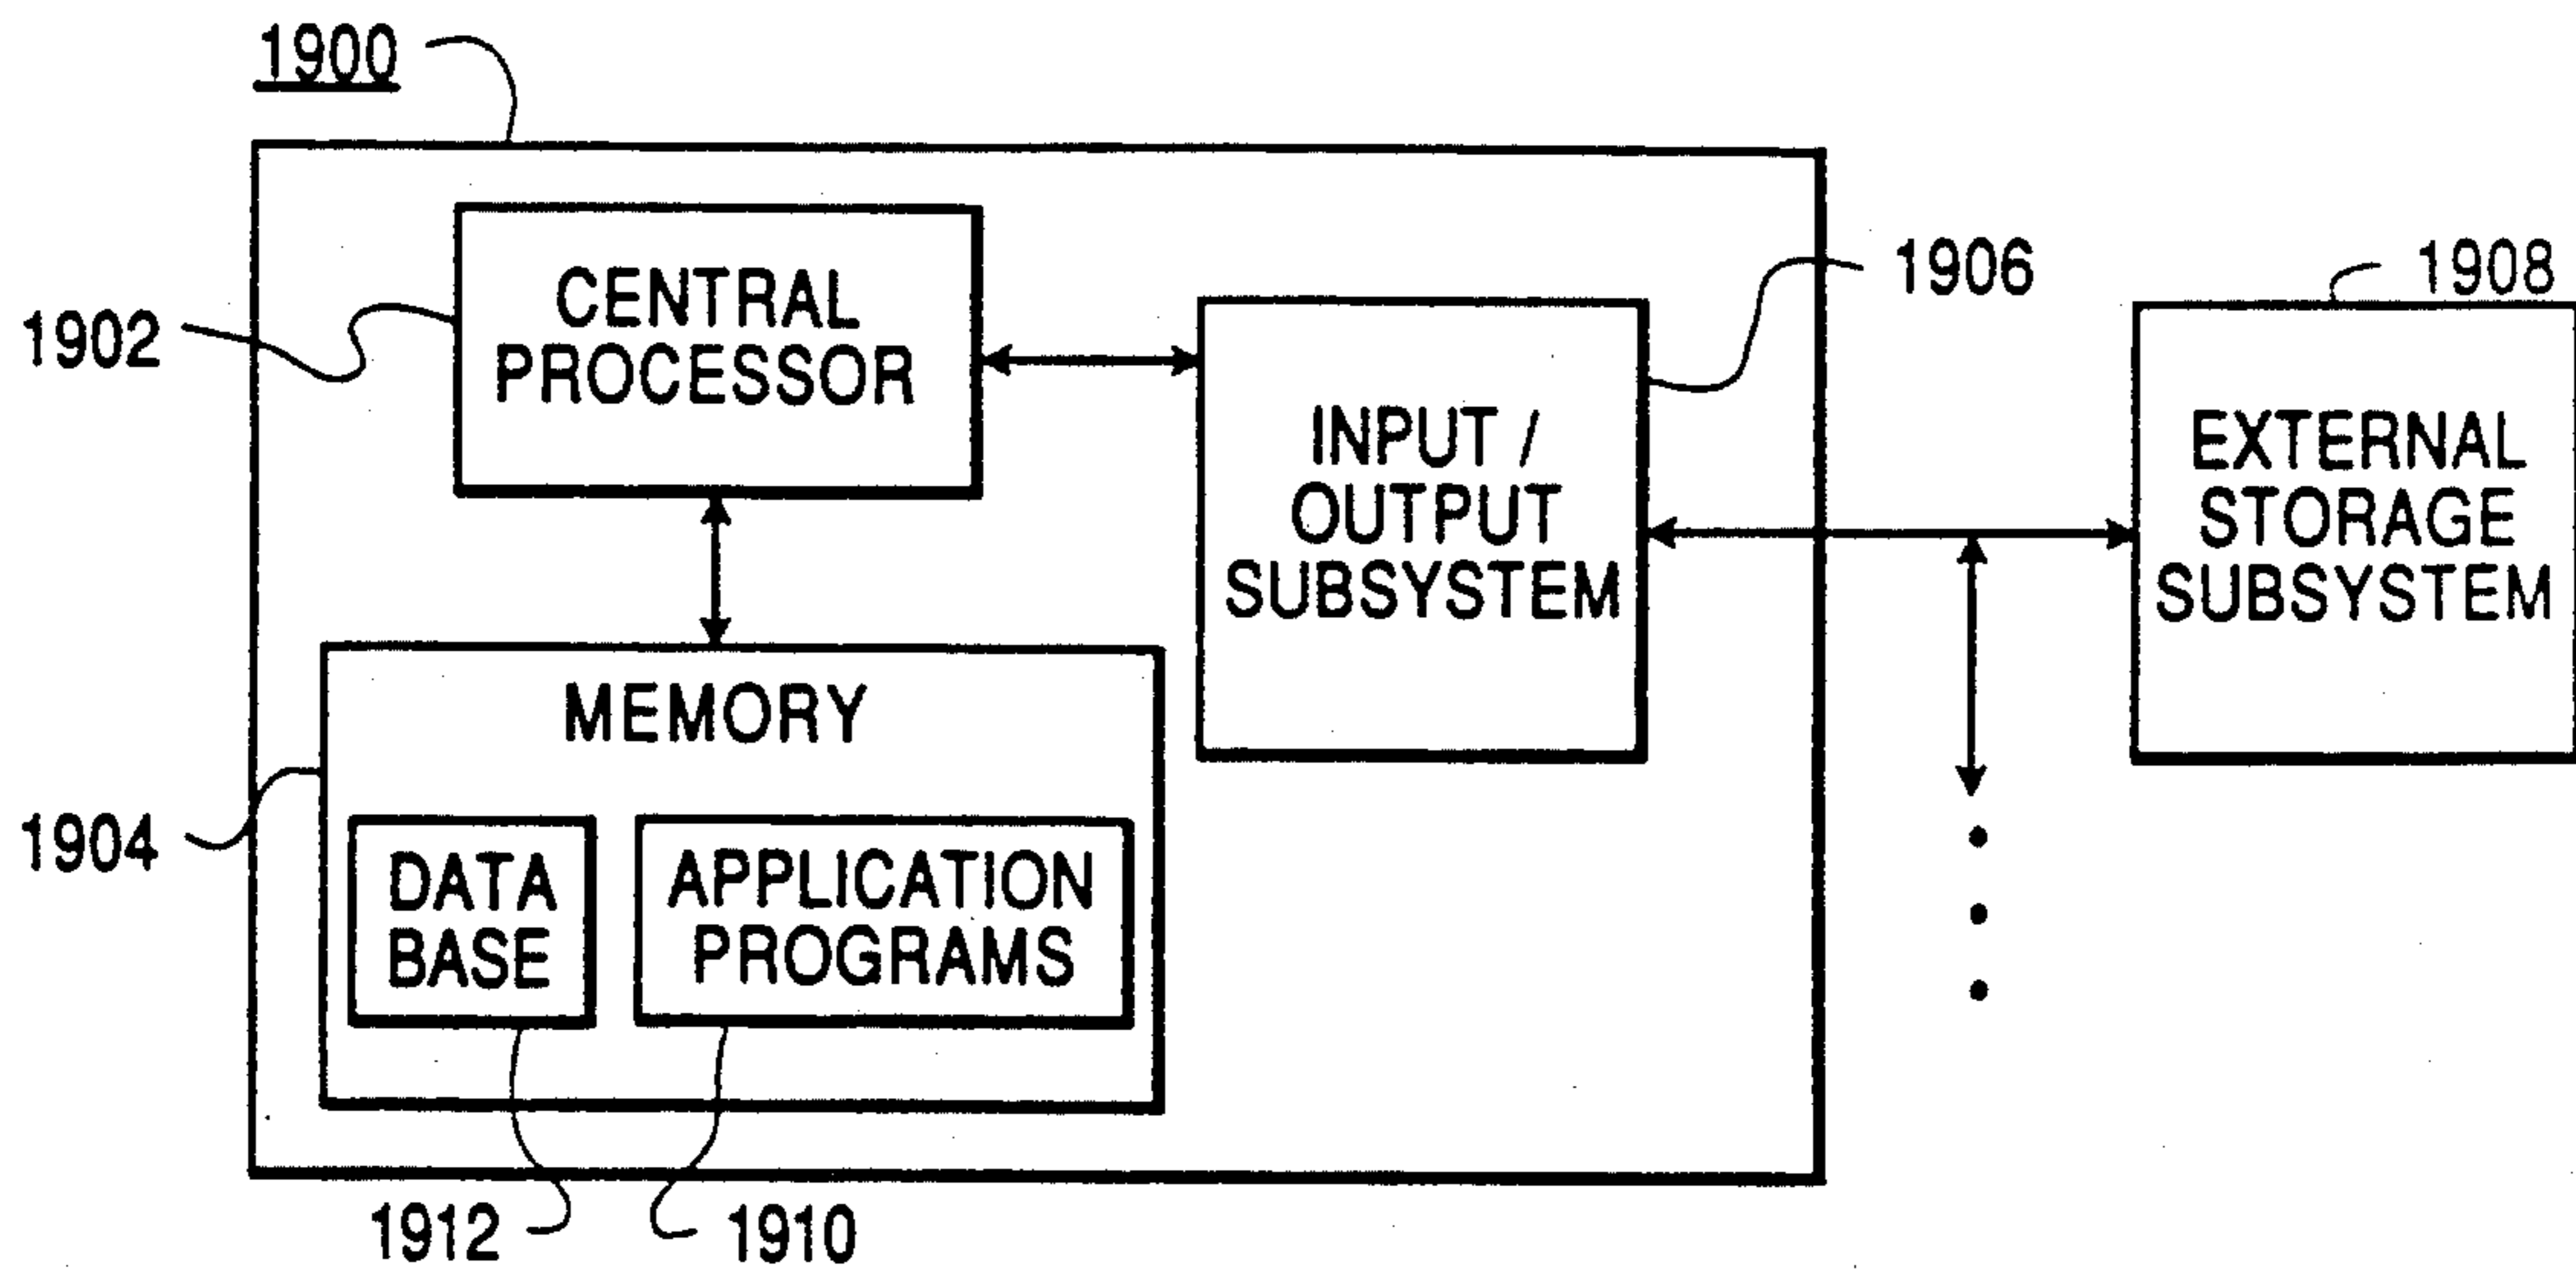 1900
CENTRAL
PROCESSOR
1902
1906
1908
INPUT /
OUTPUT
SUBSYSTEM
EXTERNAL
STORAGE
SUBSYSTEM
MEMORY
1904
DATA
BASE
APPLICATION
PROGRAMS
1912
1910